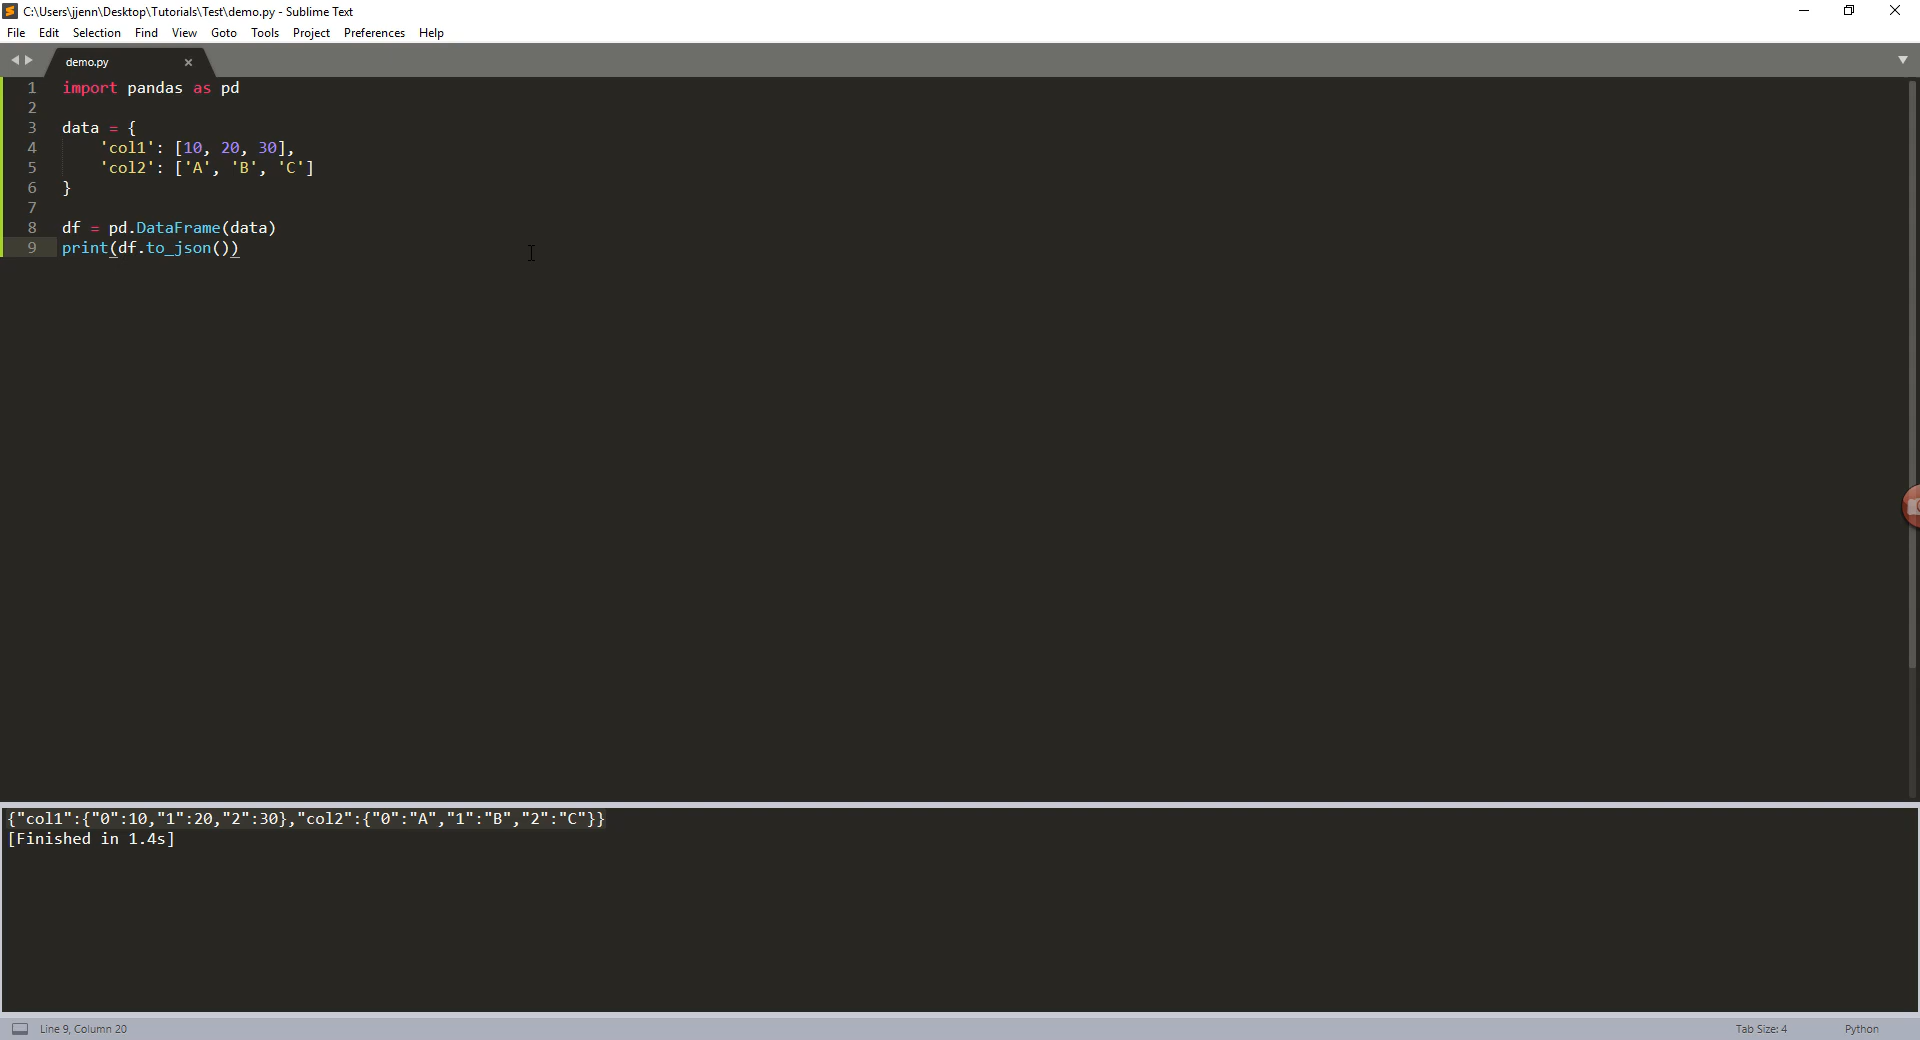 C:\Users\jjenn\Desktop\Tutorials\Test\demo.py - Sublime Text
File Edit Selection Find View Goto Tools Project Preferences Help
demo.py
1 import pandas as pd
2
3 data = {
4     'col1': [10, 20, 30],
5     'col2': ['A', 'B', 'C']
6 }
7
8 df = pd.DataFrame(data)
9 print(df.to_json())
{"col1":{"0":10,"1":20,"2":30},"col2":{"0":"A","1":"B","2":"C"}}
[Finished in 1.4s]
Line 9, Column 20 Tab Size: 4 Python